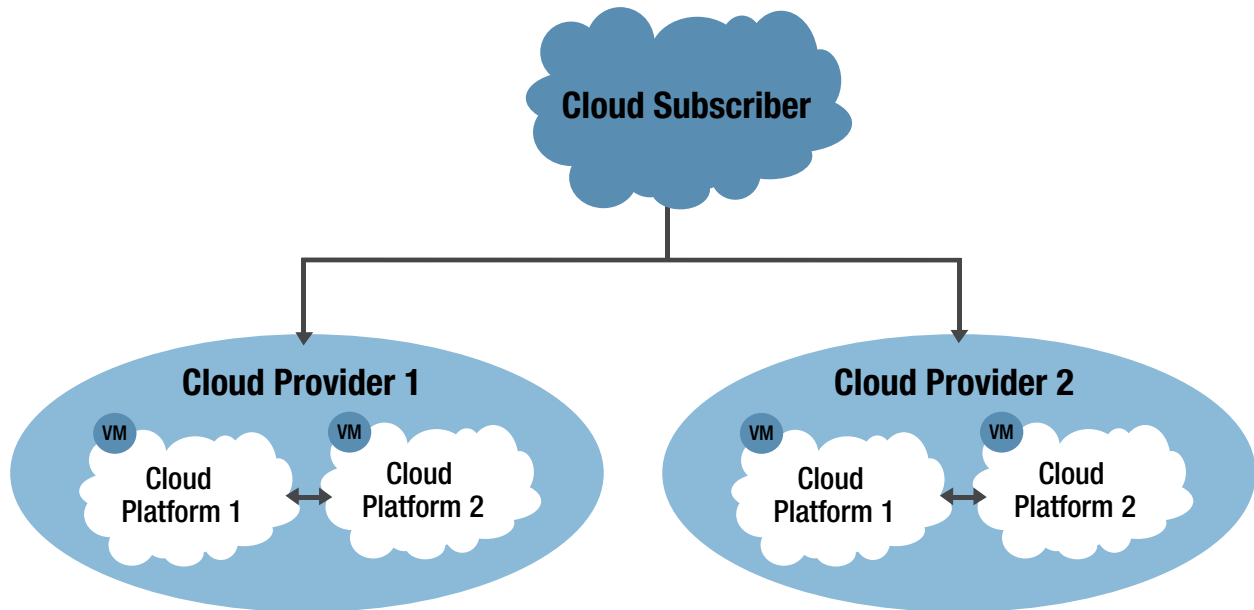 Cloud Subscriber
Cloud Provider 1
VM
Cloud
Platform 1
VM
Cloud
Platform 2
Cloud Provider 2
VM
Cloud
Platform 1
VM
Cloud
Platform 2